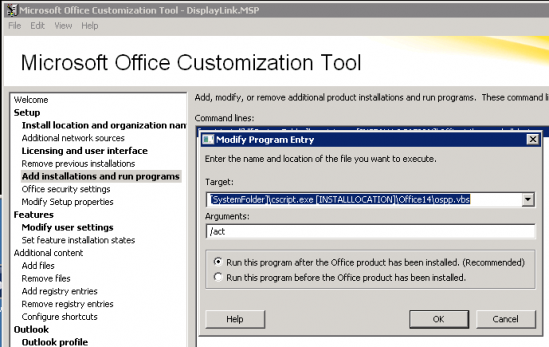 Microsoft Office Customization Tool - DisplayLink.MSP
File Edit View Help
Microsoft Office Customization Tool
Welcome
Setup
Install location and organization nan
Additional network sources
Licensing and user interface
Remove previous installations
Add installations and run programs
Office security settings
Modify Setup properties
Features
Modify user settings
Set feature installation states
Additional content
Add files
Remove files
Add registry entries
Remove registry entries
Configure shortcuts
Outlook
Outlook profile
Add, modify, or remove additional product installations and run programs. These command li
Command lines:
Modify Program Entry
Enter the name and location of the file you want to execute.
Target:
[SystemFolder]\cscript.exe [INSTALLLOCATION]\Office14\ospp.vbs
Arguments:
/act
Run this program after the Office product has been installed. (Recommended)
Run this program before the Office product has been installed.
Help
OK
Cancel